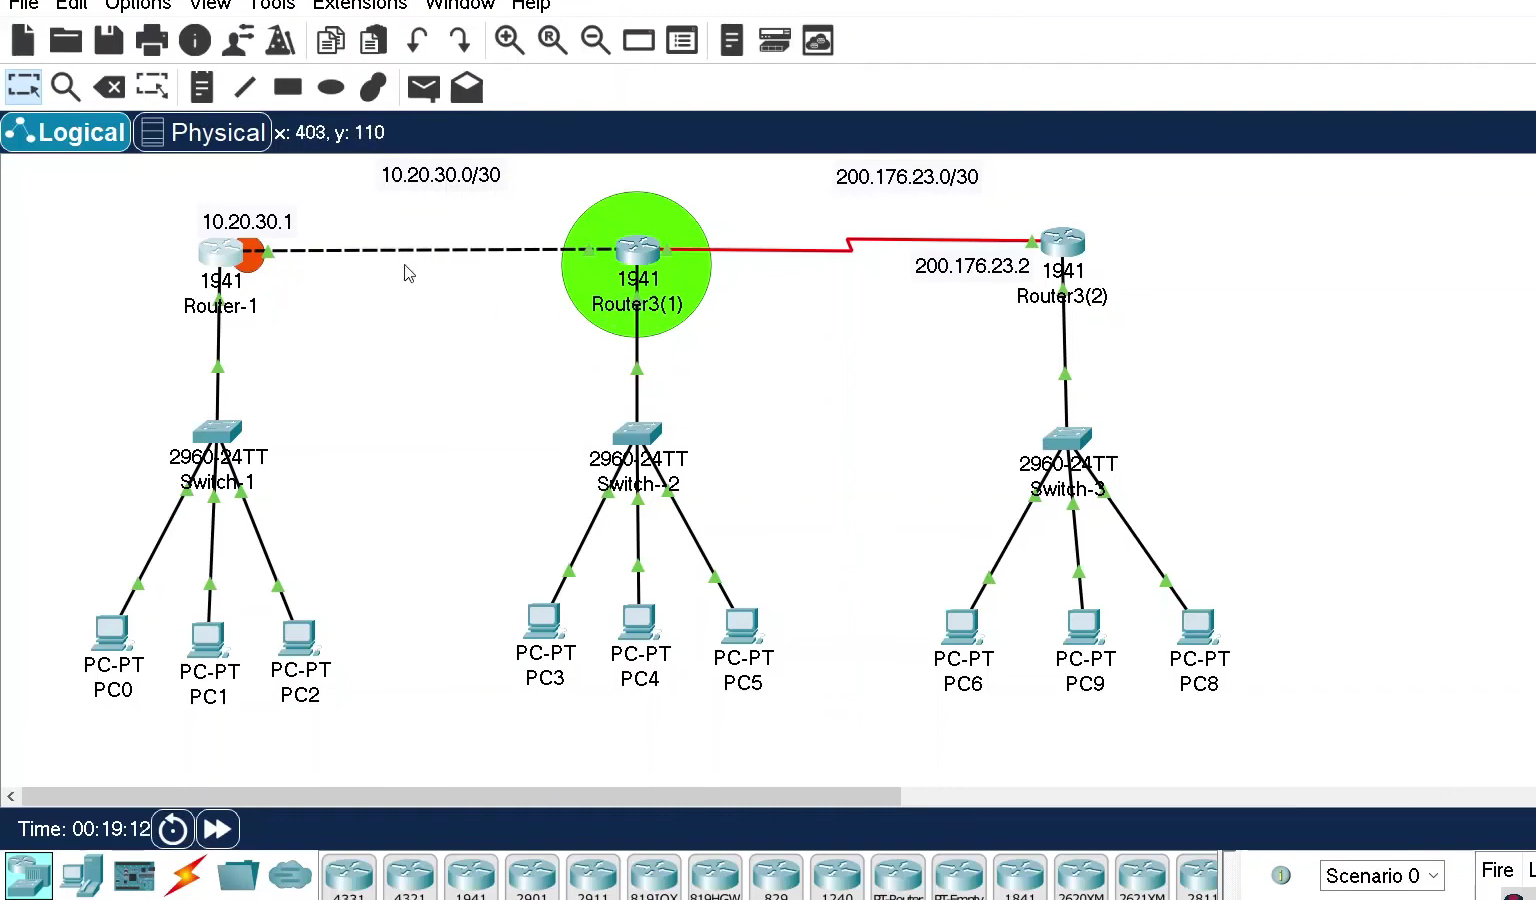 File Edit Options View Tools Extensions Window Help
Logical Physical x: 403, y: 110
10.20.30.0/30
200.176.23.0/30
10.20.30.1
200.176.23.2
1941
Router-1
1941
Router3(1)
1941
Router3(2)
2960-24TT
Switch-1
2960-24TT
Switch--2
2960-24TT
Switch-3
PC-PT
PC0
PC-PT
PC1
PC-PT
PC2
PC-PT
PC3
PC-PT
PC4
PC-PT
PC5
PC-PT
PC6
PC-PT
PC9
PC-PT
PC8
Time: 00:19:12
4331 4321 1941 2901 2911 819IOX 819HGW 829 1240 PT-Router PT-Empty 1841 2620XM 2621XM 2811
Scenario 0
Fire